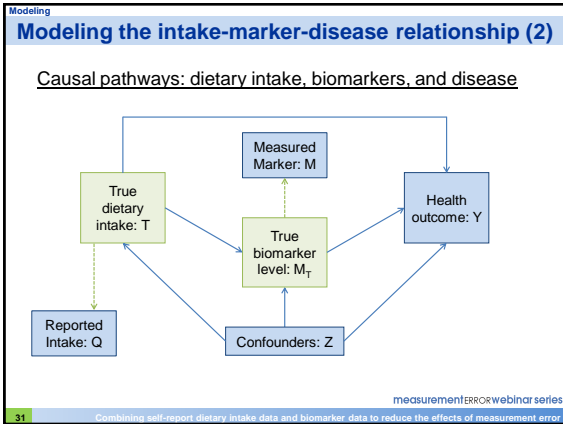 Modeling
Modeling the intake-marker-disease relationship (2)
Causal pathways: dietary intake, biomarkers, and disease
Measured
Marker: M
True
dietary
intake: T
Health
outcome: Y
True
biomarker
level: M_T
Reported
Intake: Q
Confounders: Z
measurementERRORwebinarseries
31
Combining self-report dietary intake data and biomarker data to reduce the effects of measurement error